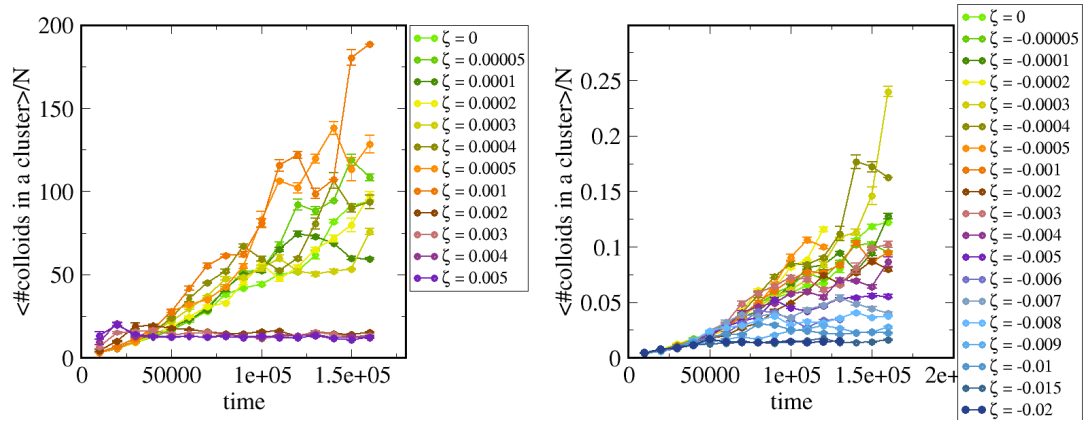 <#colloids in a cluster>/N
200
150
100
50
0
0
50000
1e+05
1.5e+05
time
ζ = 0
ζ = 0.00005
ζ = 0.0001
ζ = 0.0002
ζ = 0.0003
ζ = 0.0004
ζ = 0.0005
ζ = 0.001
ζ = 0.002
ζ = 0.003
ζ = 0.004
ζ = 0.005
<#colloids in a cluster>/N
0.25
0.2
0.15
0.1
0.05
0
0
50000
1e+05
1.5e+05
2e+
time
ζ = 0
ζ = -0.00005
ζ = -0.0001
ζ = -0.0002
ζ = -0.0003
ζ = -0.0004
ζ = -0.0005
ζ = -0.001
ζ = -0.002
ζ = -0.003
ζ = -0.004
ζ = -0.005
ζ = -0.006
ζ = -0.007
ζ = -0.008
ζ = -0.009
ζ = -0.01
ζ = -0.015
ζ = -0.02